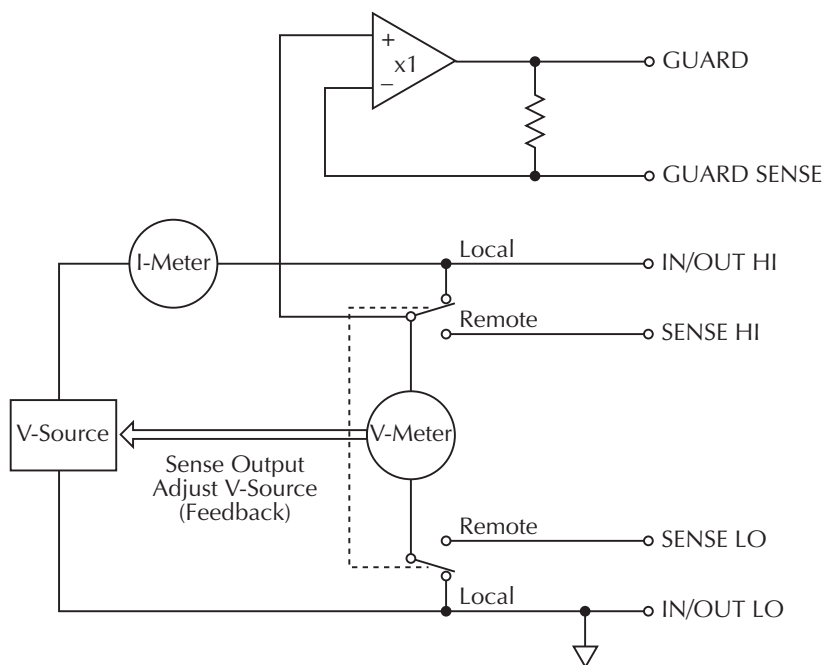 +
x1
−
GUARD
GUARD SENSE
I-Meter
Local
IN/OUT HI
Remote
SENSE HI
V-Source
V-Meter
Sense Output
Adjust V-Source
(Feedback)
Remote
SENSE LO
Local
IN/OUT LO